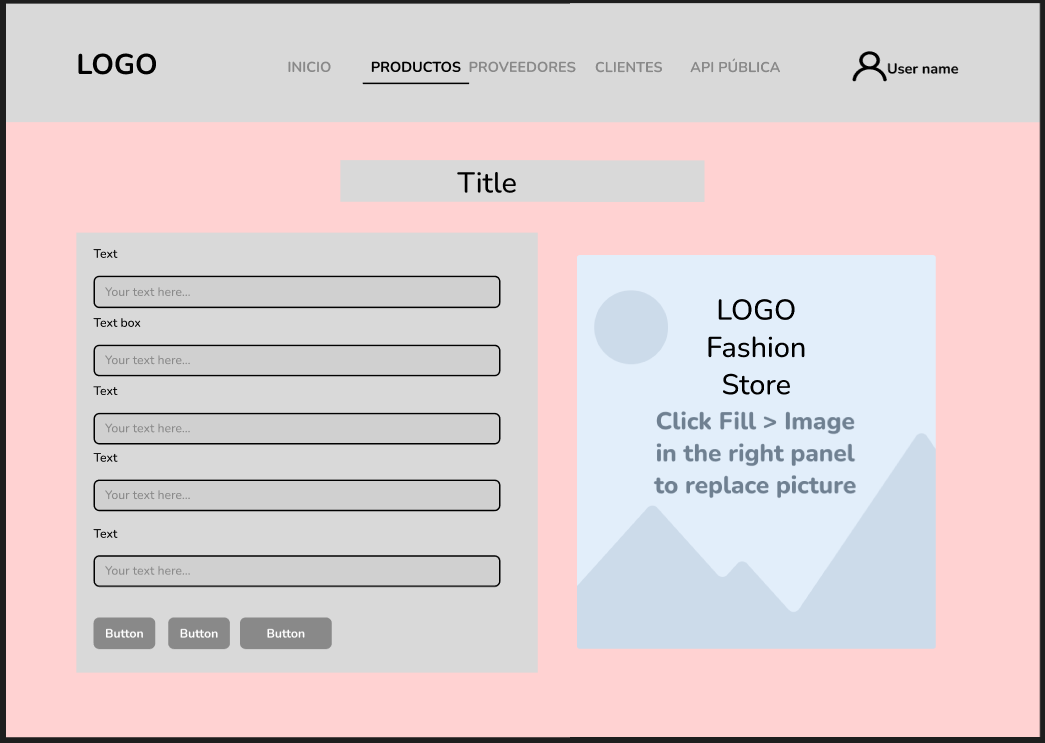 LOGO
INICIO PRODUCTOS PROVEEDORES CLIENTES API PÚBLICA
User name
Title
Text
Your text here...
Text box
Your text here...
Text
Your text here...
Text
Your text here...
Text
Your text here...
Button Button Button
LOGO
Fashion
Store
Click Fill > Image
in the right panel
to replace picture